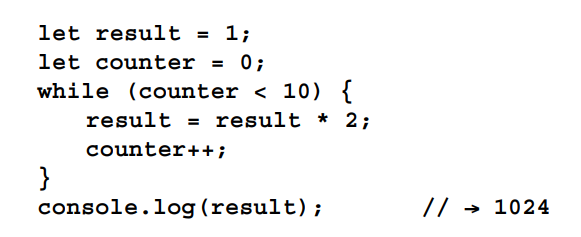 let result = 1;
let counter = 0;
while (counter < 10) {
    result = result * 2;
    counter++;
}
console.log(result);        // → 1024